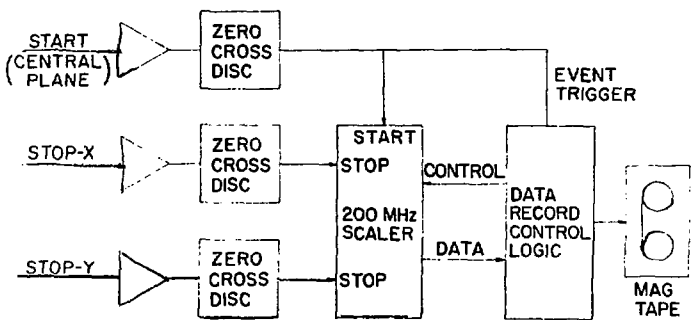 START
(CENTRAL
PLANE)
ZERO
CROSS
DISC
EVENT
TRIGGER
STOP-X
ZERO
CROSS
DISC
START
STOP
200 MHz
SCALER
STOP
CONTROL
DATA
DATA
RECORD
CONTROL
LOGIC
STOP-Y
ZERO
CROSS
DISC
MAG
TAPE